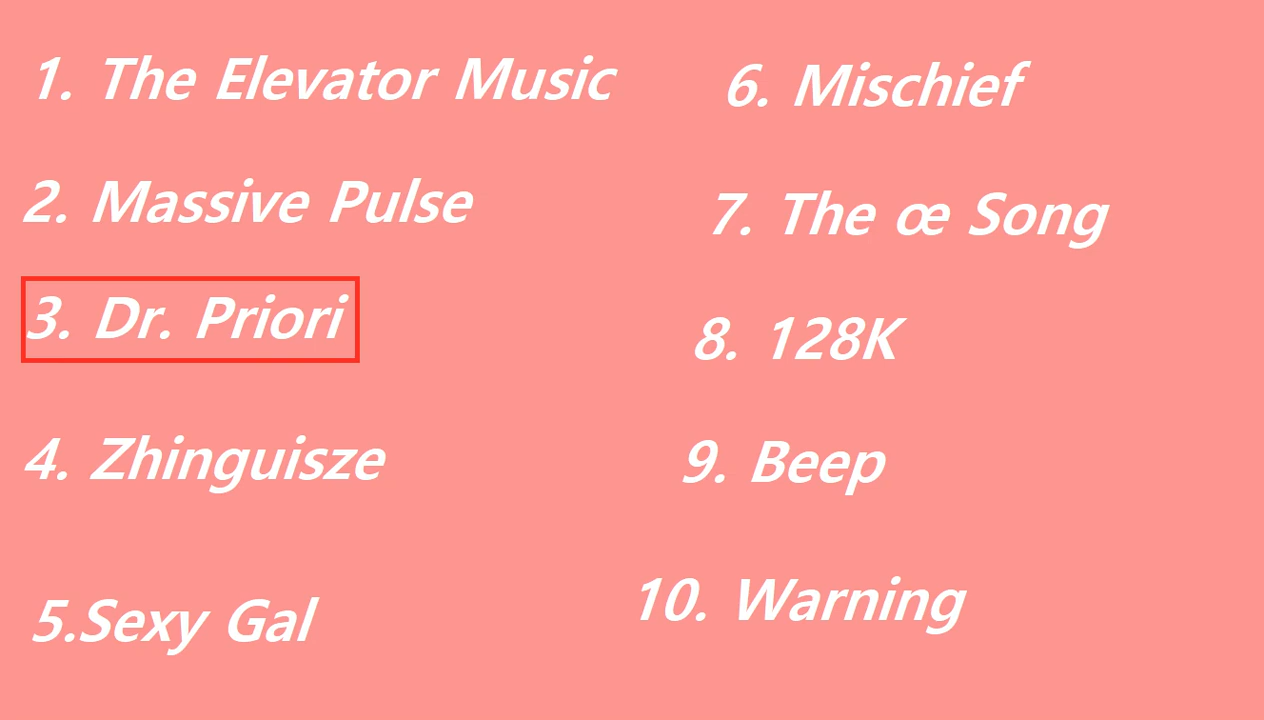 1. The Elevator Music
2. Massive Pulse
3. Dr. Priori
4. Zhinguisze
5.Sexy Gal
6. Mischief
7. The œ Song
8. 128K
9. Beep
10. Warning